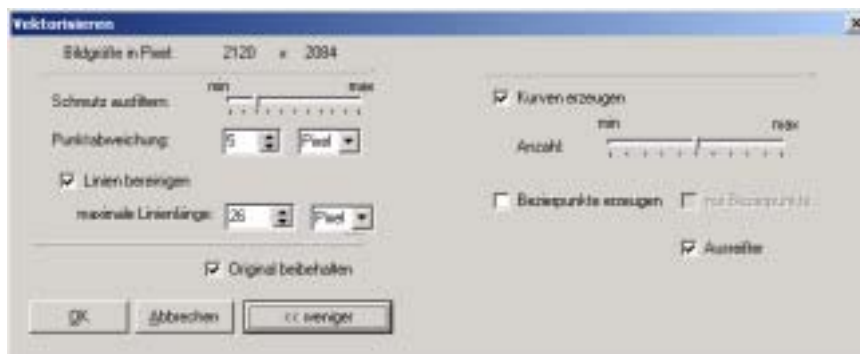 Vektorisieren
Bildgröße in Pixel: 2120 x 2084
min max
Schmutz ausfiltern:
Punktabweichung: 5 Pixel
Linien bereinigen
maximale Linienlänge: 26 Pixel
Original beibehalten
OK Abbrechen << weniger
Kurven erzeugen
min max
Anzahl:
Bezierpunkte erzeugen
Ausreißer